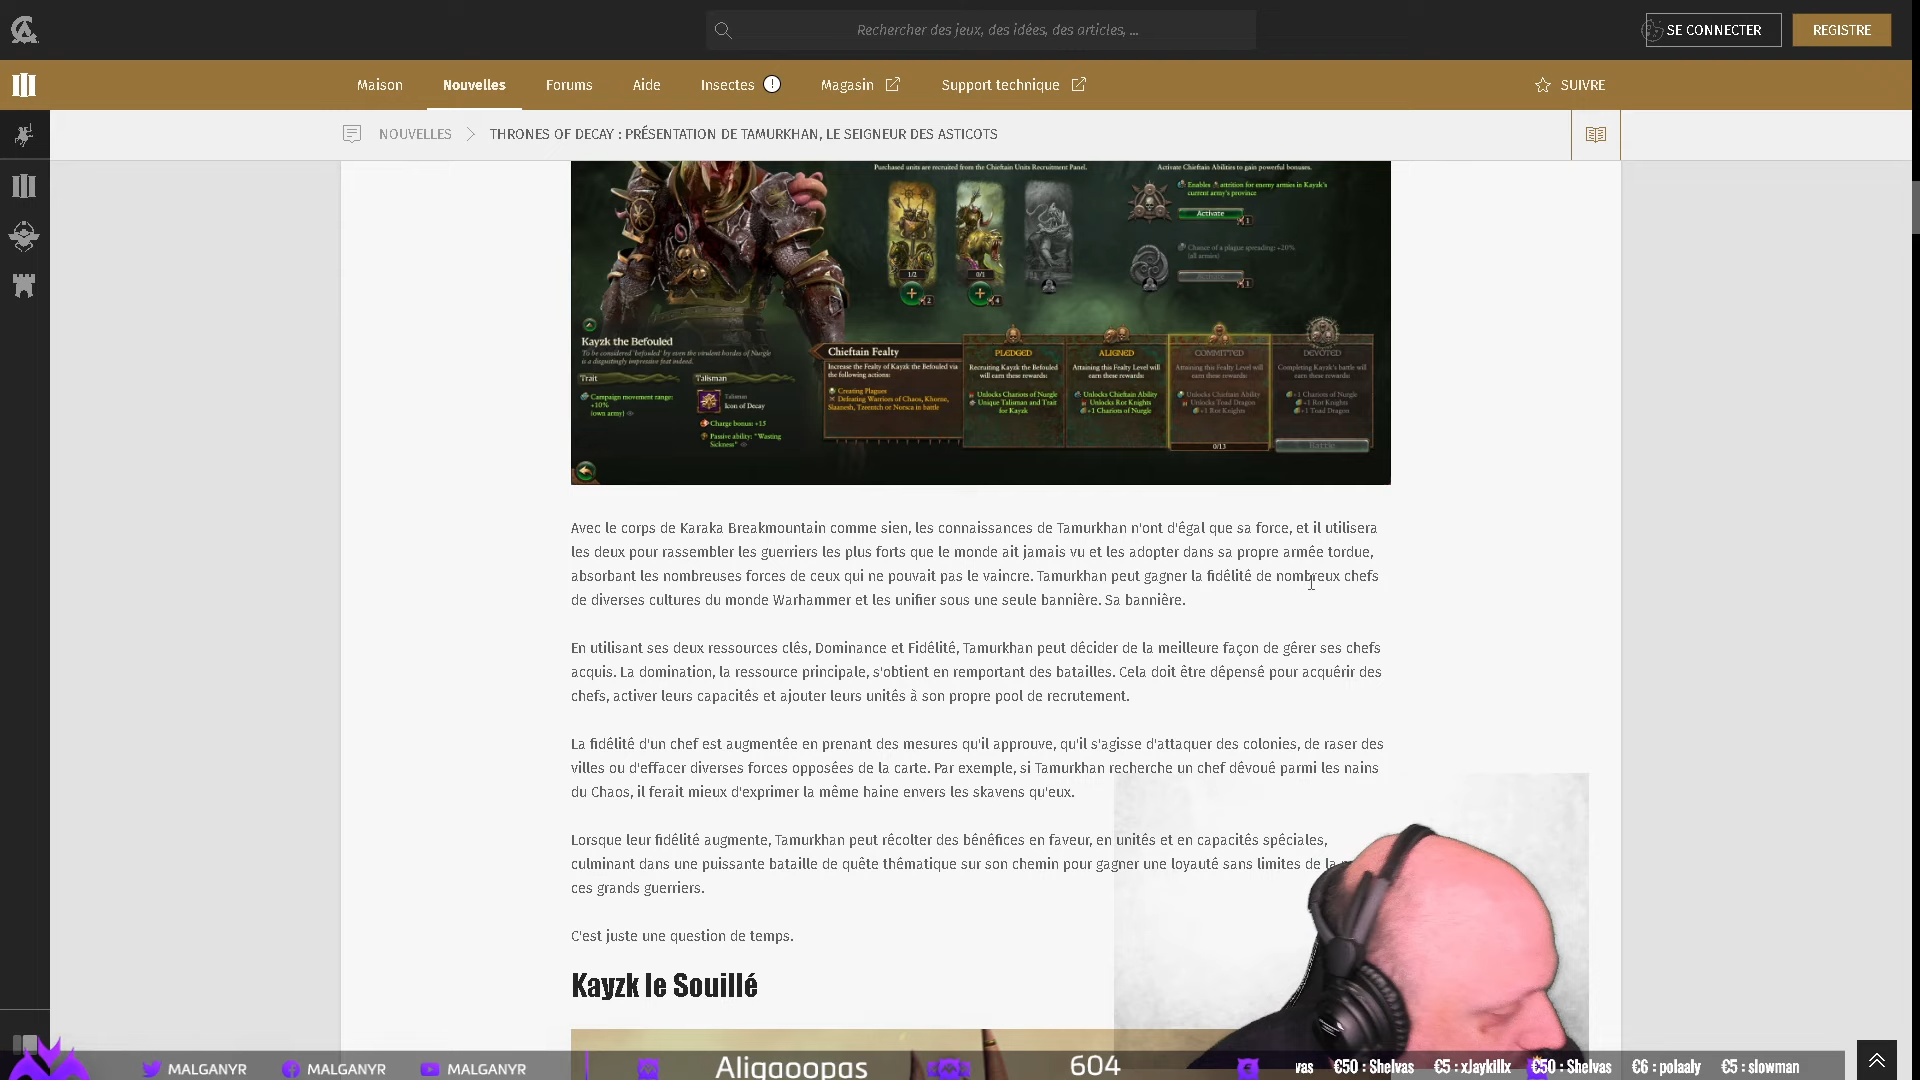 Rechercher des jeux, des idées, des articles, ...
SE CONNECTER
REGISTRE
Maison
Nouvelles
Forums
Aide
Insectes
Magasin
Support technique
SUIVRE
NOUVELLES
THRONES OF DECAY : PRÉSENTATION DE TAMURKHAN, LE SEIGNEUR DES ASTICOTS
Purchased units are recruited from the Chieftain Units Recruitment Panel.
Activate Chieftain Abilities to gain powerful bonuses.
Enables attrition for enemy armies in Kayzk's
current army's province
Activate
1
Chance of a plague spreading: +20%
(all armies)
1
1/2
0/1
2
4
Kayzk the Befouled
To be considered 'befouled' by even the virulent hordes of Nurgle
is a disgustingly impressive feat indeed.
Trait
Campaign movement range:
+10%
(own army)
Talisman
Talisman
Icon of Decay
Charge bonus: +15
Passive ability: "Wasting
Sickness"
Chieftain Fealty
Increase the Fealty of Kayzk the Befouled via
the following actions:
Creating Plagues
Defeating Warriors of Chaos, Khorne,
Slaanesh, Tzeentch or Norsca in battle
PLEDGED
Recruiting Kayzk the Befouled
will earn these rewards:
Unlocks Chariots of Nurgle
Unique Talisman and Trait
for Kayzk
ALIGNED
Attaining this Fealty Level will
earn these rewards:
Unlocks Chieftain Ability
Unlocks Rot Knights
+1 Chariots of Nurgle
COMMITTED
Attaining this Fealty Level will
earn these rewards:
Unlocks Chieftain Ability
Unlocks Toad Dragon
+1 Rot Knights
0/13
DEVOTED
Completing Kayzk's battle will
earn these rewards:
+1 Chariots of Nurgle
+1 Rot Knights
+1 Toad Dragon
Battle
Avec le corps de Karaka Breakmountain comme sien, les connaissances de Tamurkhan n'ont d'égal que sa force, et il utilisera
les deux pour rassembler les guerriers les plus forts que le monde ait jamais vu et les adopter dans sa propre armée tordue,
absorbant les nombreuses forces de ceux qui ne pouvait pas le vaincre. Tamurkhan peut gagner la fidélité de nombreux chefs
de diverses cultures du monde Warhammer et les unifier sous une seule bannière. Sa bannière.
En utilisant ses deux ressources clés, Dominance et Fidélité, Tamurkhan peut décider de la meilleure façon de gérer ses chefs
acquis. La domination, la ressource principale, s'obtient en remportant des batailles. Cela doit être dépensé pour acquérir des
chefs, activer leurs capacités et ajouter leurs unités à son propre pool de recrutement.
La fidélité d'un chef est augmentée en prenant des mesures qu'il approuve, qu'il s'agisse d'attaquer des colonies, de raser des
villes ou d'effacer diverses forces opposées de la carte. Par exemple, si Tamurkhan recherche un chef dévoué parmi les nains
du Chaos, il ferait mieux d'exprimer la même haine envers les skavens qu'eux.
Lorsque leur fidélité augmente, Tamurkhan peut récolter des bénéfices en faveur, en unités et en capacités spéciales,
culminant dans une puissante bataille de quête thématique sur son chemin pour gagner une loyauté sans limites de la
ces grands guerriers.
C'est juste une question de temps.
Kayzk le Souillé
MALGANYR
MALGANYR
MALGANYR
Aligaoopas
604
vas
€50 : Shelvas
€5 : xJaykillx
€50 : Shelvas
€6 : polaaly
€5 : slowman